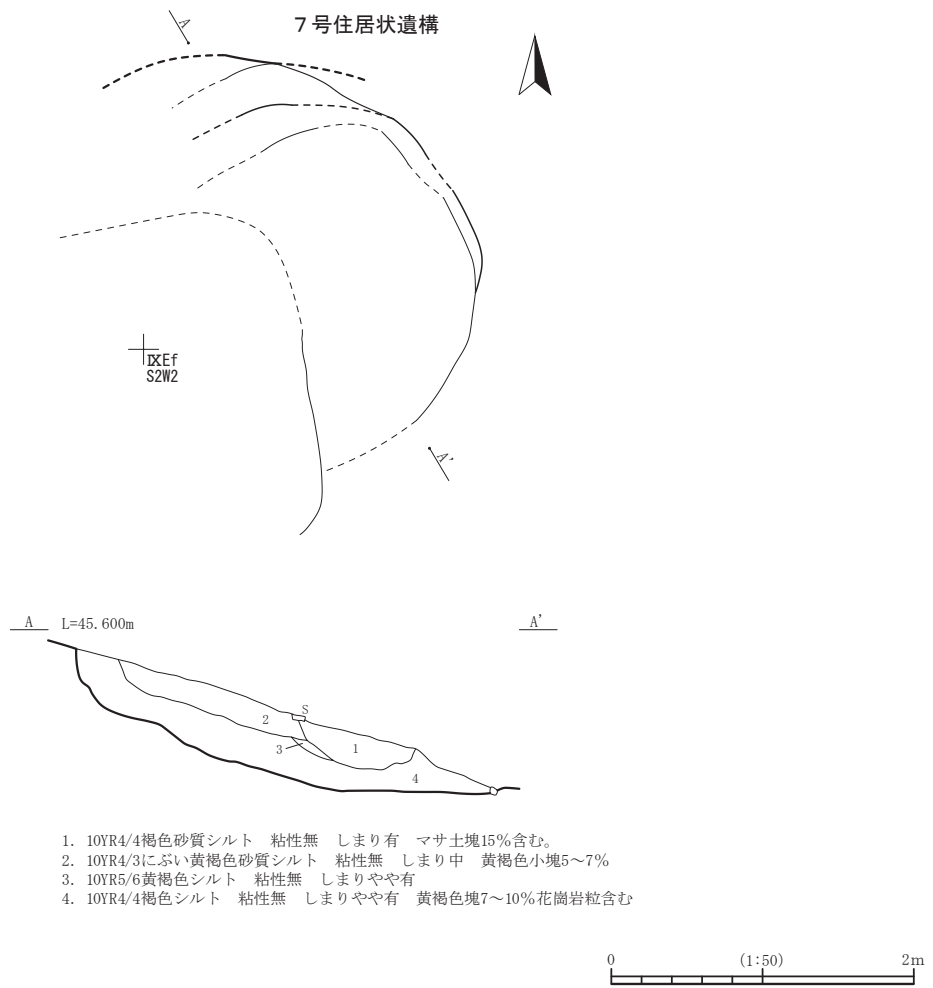 7号住居状遺構
A
ⅨEf
S2W2
A'
A L=45.600m A'
S
2
3
1
4
1. 10YR4/4褐色砂質シルト 粘性無 しまり有 マサ土塊15%含む。
2. 10YR4/3にぶい黄褐色砂質シルト 粘性無 しまり中 黄褐色小塊5～7%
3. 10YR5/6黄褐色シルト 粘性無 しまりやや有
4. 10YR4/4褐色シルト 粘性無 しまりやや有 黄褐色塊7～10%花崗岩粒含む
0 (1:50) 2m